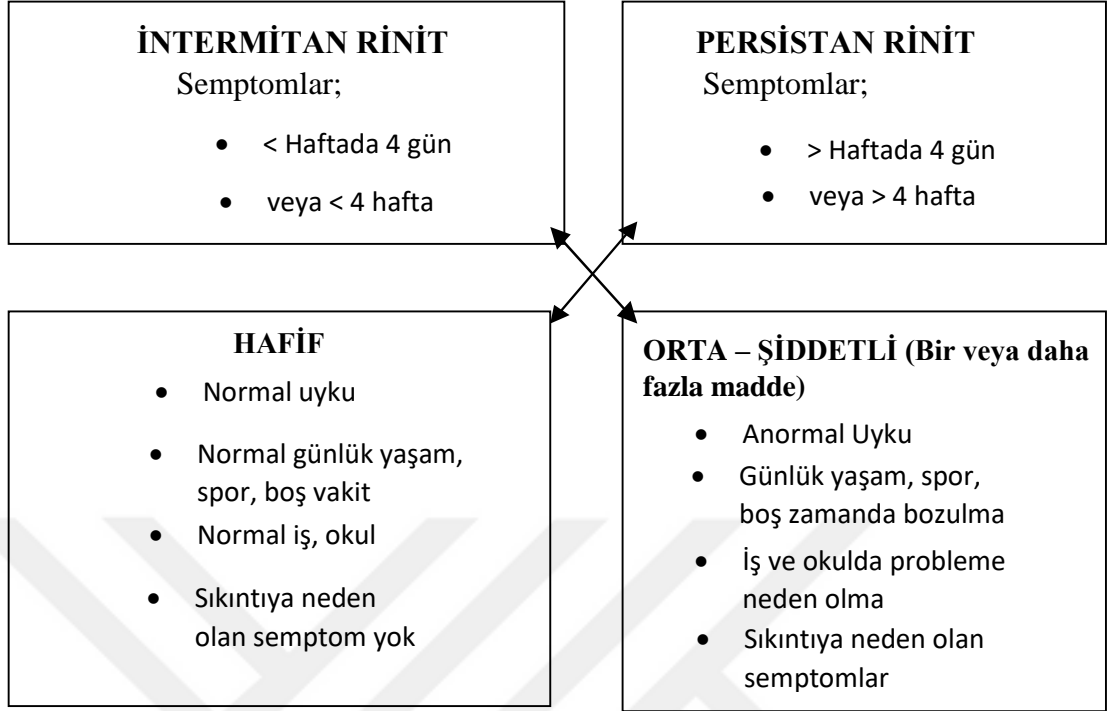 İNTERMİTAN RİNİT
Semptomlar;
• < Haftada 4 gün
• veya < 4 hafta
PERSİSTAN RİNİT
Semptomlar;
• > Haftada 4 gün
• veya > 4 hafta
HAFİF
• Normal uyku
• Normal günlük yaşam,
spor, boş vakit
• Normal iş, okul
• Sıkıntıya neden
olan semptom yok
ORTA – ŞİDDETLİ (Bir veya daha
fazla madde)
• Anormal Uyku
• Günlük yaşam, spor,
boş zamanda bozulma
• İş ve okulda probleme
neden olma
• Sıkıntıya neden olan
semptomlar